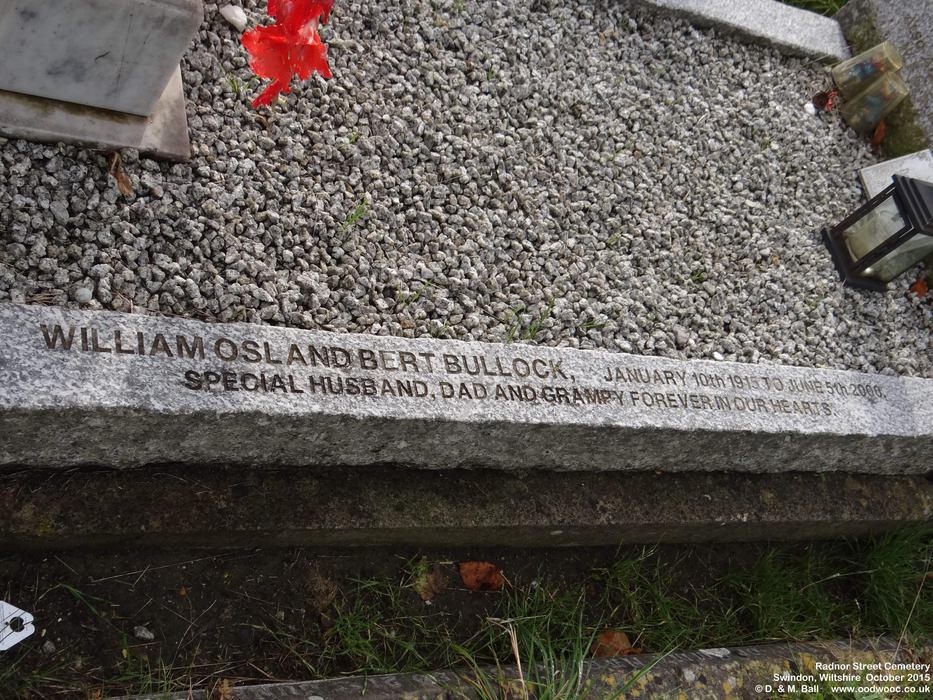 WILLIAM OSLAND BERT BULLOCK. JANUARY 10th 1915 TO JUNE 5th 2000.
SPECIAL HUSBAND, DAD AND GRAMPY FOREVER IN OUR HEARTS.
Radnor Street Cemetery
Swindon, Wiltshire October 2015
© D. & M. Ball www.oodwooc.co.uk